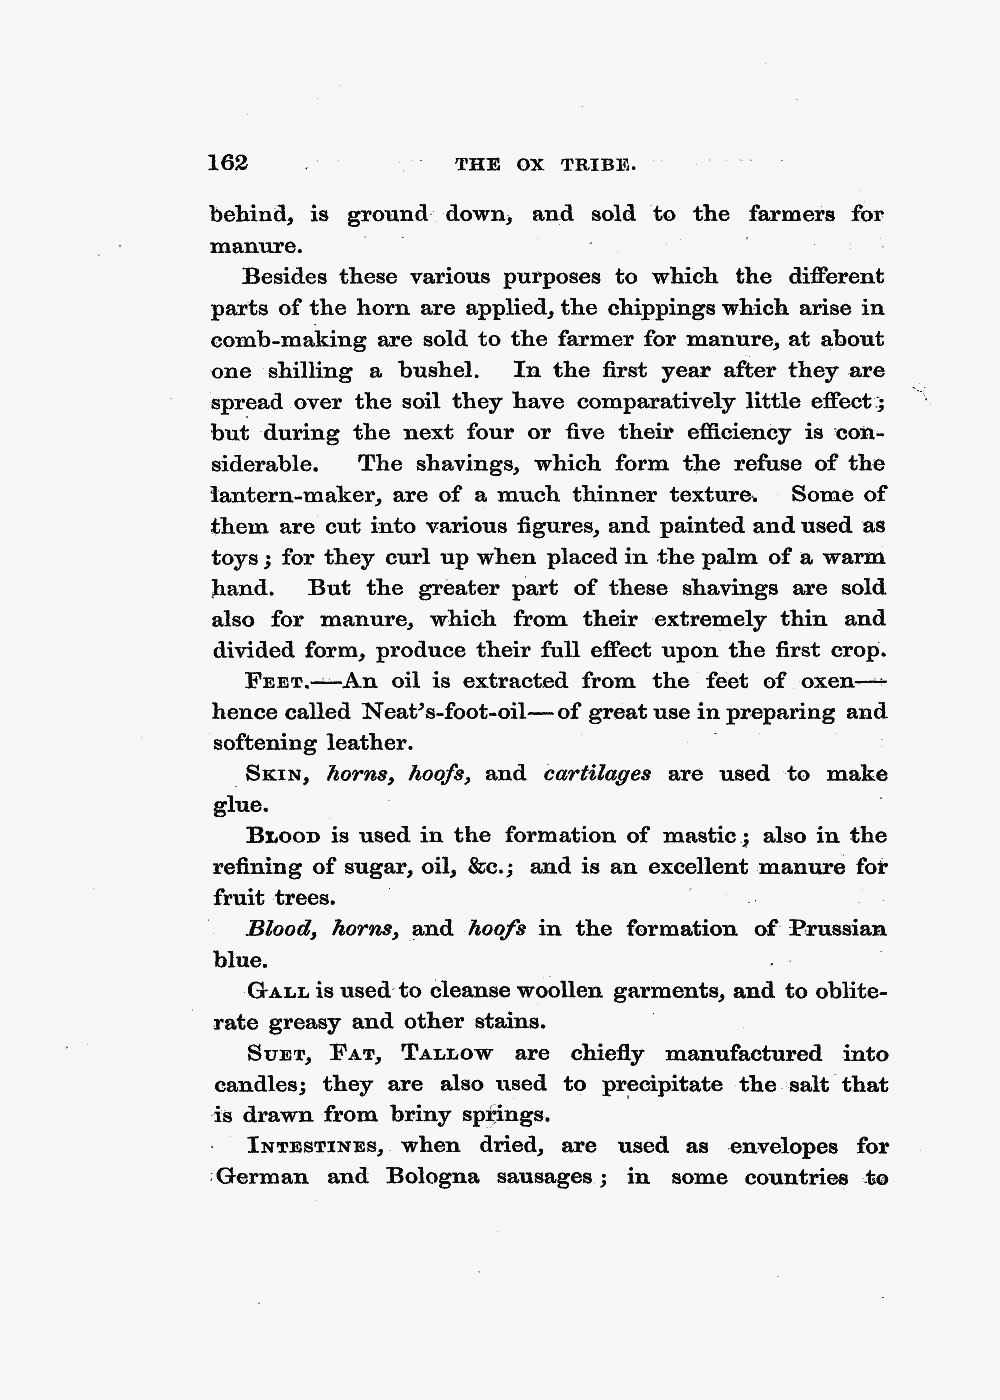 162 THE OX TRIBE.
behind, is ground down, and sold to the farmers for
manure.
Besides these various purposes to which the different
parts of the horn are applied, the chippings which arise in
comb-making are sold to the farmer for manure, at about
one shilling a bushel. In the first year after they are
spread over the soil they have comparatively little effect;
but during the next four or five their efficiency is con-
siderable. The shavings, which form the refuse of the
lantern-maker, are of a much thinner texture. Some of
them are cut into various figures, and painted and used as
toys; for they curl up when placed in the palm of a warm
hand. But the greater part of these shavings are sold
also for manure, which from their extremely thin and
divided form, produce their full effect upon the first crop.
FEET.—An oil is extracted from the feet of oxen—
hence called Neat's-foot-oil—of great use in preparing and
softening leather.
SKIN, horns, hoofs, and cartilages are used to make
glue.
BLOOD is used in the formation of mastic; also in the
refining of sugar, oil, &c.; and is an excellent manure for
fruit trees.
Blood, horns, and hoofs in the formation of Prussian
blue.
GALL is used to cleanse woollen garments, and to oblite-
rate greasy and other stains.
SUET, FAT, TALLOW are chiefly manufactured into
candles; they are also used to precipitate the salt that
is drawn from briny springs.
INTESTINES, when dried, are used as envelopes for
German and Bologna sausages; in some countries to